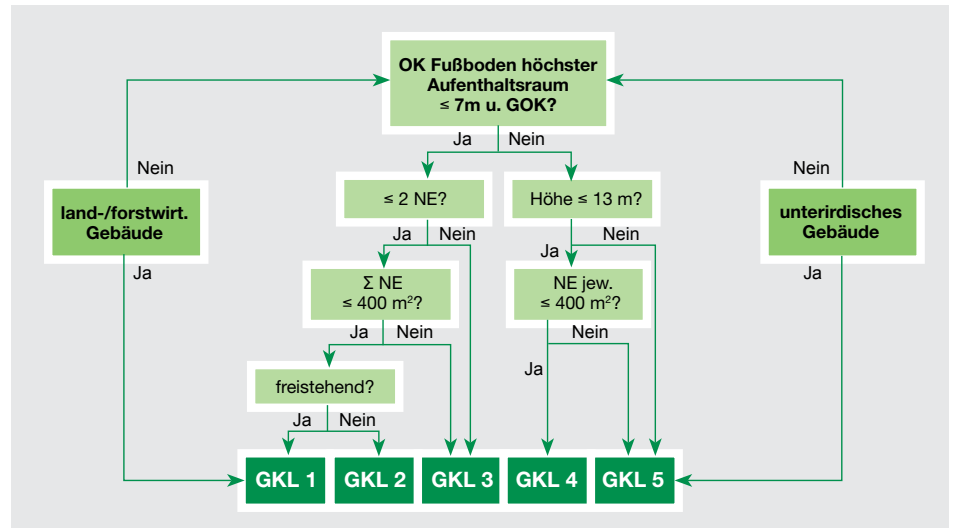 OK Fußboden höchster
Aufenthaltsraum
≤ 7m u. GOK?
Ja
Nein
Nein
Nein
land-/forstwirt.
Gebäude
≤ 2 NE?
Höhe ≤ 13 m?
unterirdisches
Gebäude
Ja
Nein
Ja
Nein
Ja
Ja
Σ NE
≤ 400 m²?
NE jew.
≤ 400 m²?
Ja
Nein
Nein
Ja
freistehend?
Ja
Nein
GKL 1
GKL 2
GKL 3
GKL 4
GKL 5